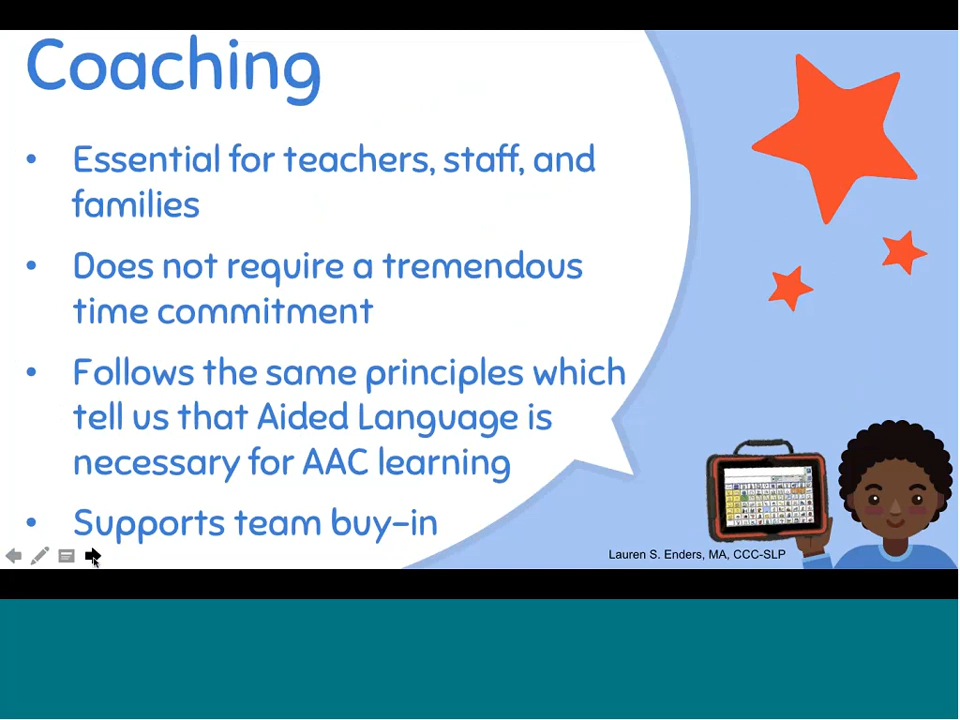 Coaching
• Essential for teachers, staff, and
families
• Does not require a tremendous
time commitment
• Follows the same principles which
tell us that Aided Language is
necessary for AAC learning
• Supports team buy-in
Lauren S. Enders, MA, CCC-SLP